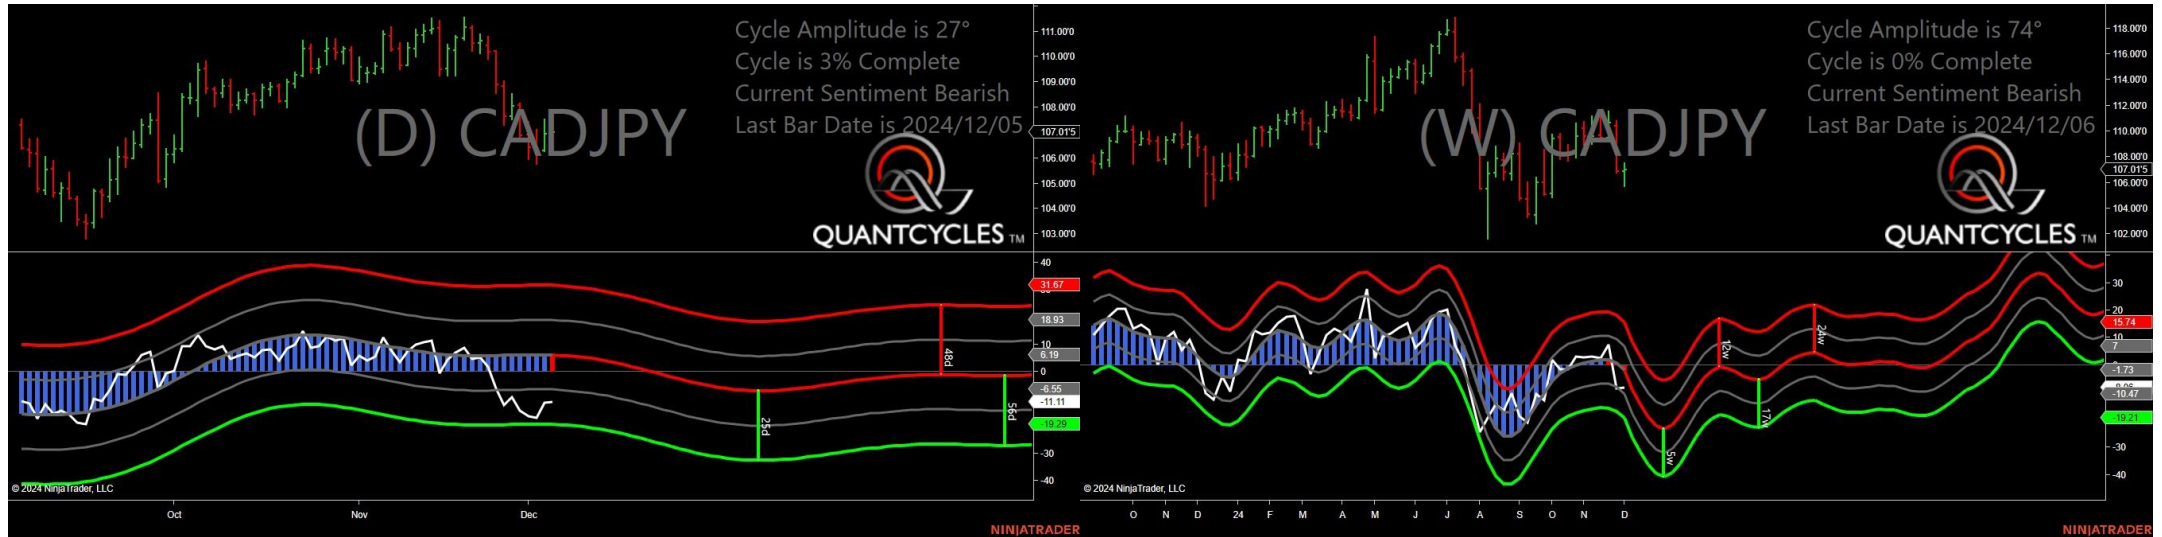 Cycle Amplitude is 27°
Cycle is 3% Complete
Current Sentiment Bearish
Last Bar Date is 2024/12/05
(D) CADJPY
QUANTCYCLES TM
111.00'0
110.00'0
109.00'0
108.00'0
107.01'5
106.00'0
105.00'0
104.00'0
103.00'0
40
31.67
18.93
10
6.19
0
-6.55
-11.11
-19.29
-30
-40
48d
25d
56d
© 2024 NinjaTrader, LLC
Oct
Nov
Dec
NINJATRADER
Cycle Amplitude is 74°
Cycle is 0% Complete
Current Sentiment Bearish
Last Bar Date is 2024/12/06
(W) CADJPY
QUANTCYCLES TM
118.00'0
116.00'0
114.00'0
112.00'0
110.00'0
108.00'0
107.01'5
106.00'0
104.00'0
102.00'0
30
20
15.74
7
-1.73
-10.47
-19.21
-30
-40
12w
24w
17w
5w
© 2024 NinjaTrader, LLC
O N D 24 F M A M J J A S O N D
NINJATRADER